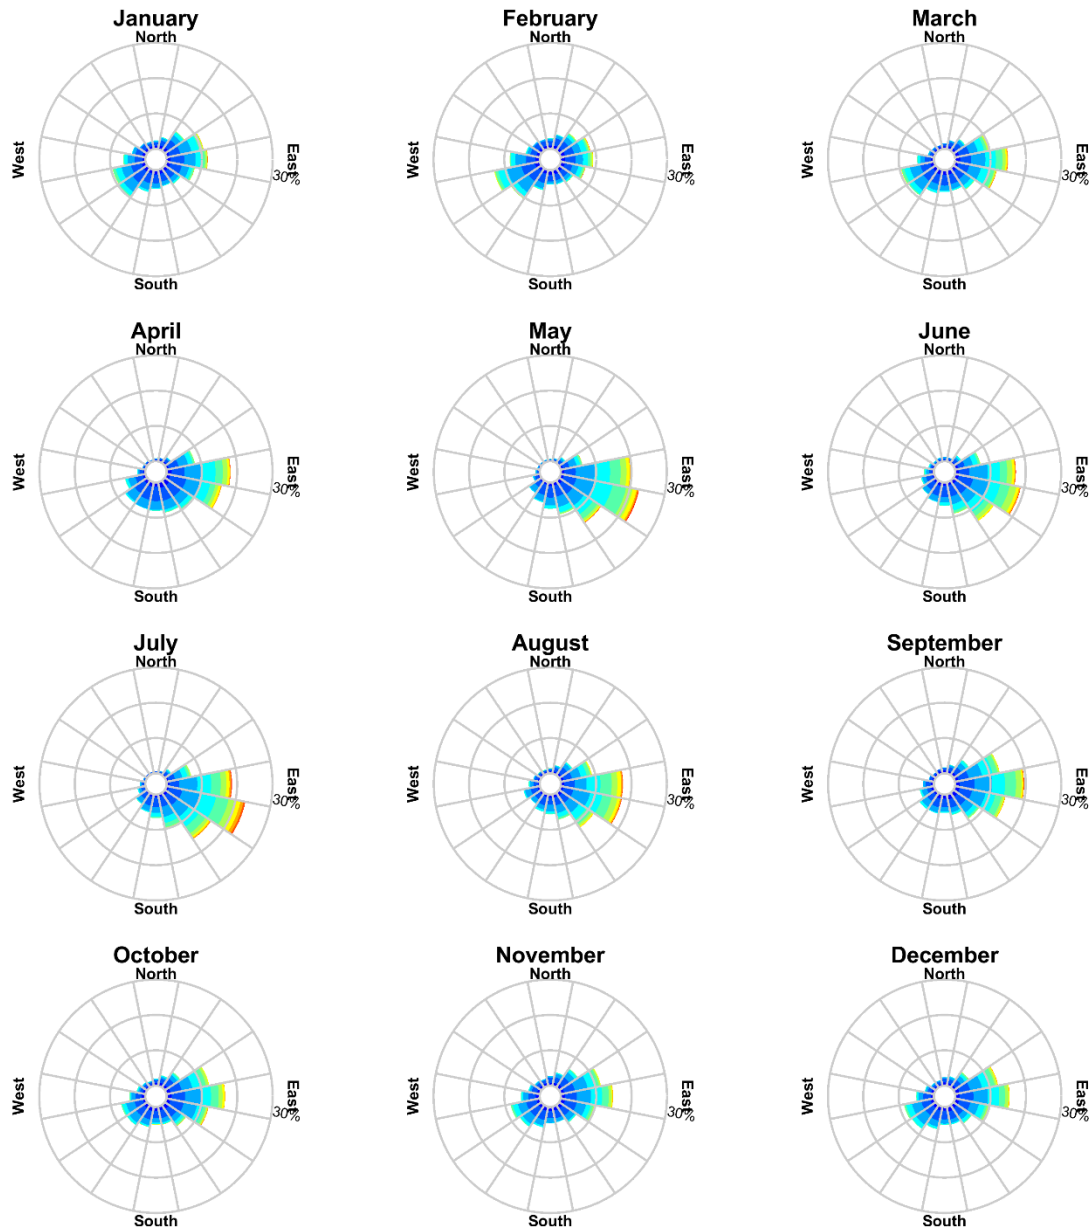 January
North
West
East
30%
South
February
North
West
East
30%
South
March
North
West
East
30%
South
April
North
West
East
30%
South
May
North
West
East
30%
South
June
North
West
East
30%
South
July
North
West
East
30%
South
August
North
West
East
30%
South
September
North
West
East
30%
South
October
North
West
East
30%
South
November
North
West
East
30%
South
December
North
West
East
30%
South